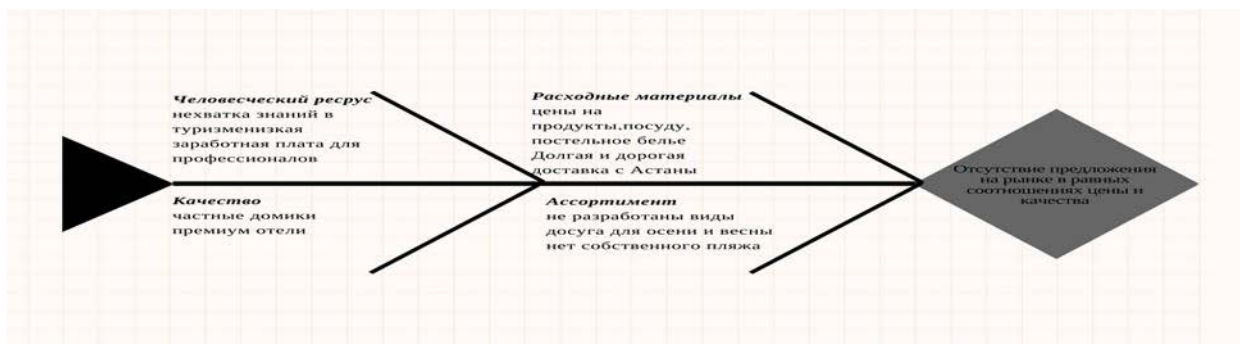 Человесческий ресрус
нехватка знаний в
туризменизкая
заработная плата для
профессионалов
Расходные материалы
цены на
продукты,посуду,
постельное белье
Долгая и дорогая
доставка с Астаны
Качество
частные домики
премиум отели
Ассортимент
не разработаны виды
досуга для осени и весны
нет собственного пляжа
Отсутствие предложения
на рынке в равных
соотношениях цены и
качества